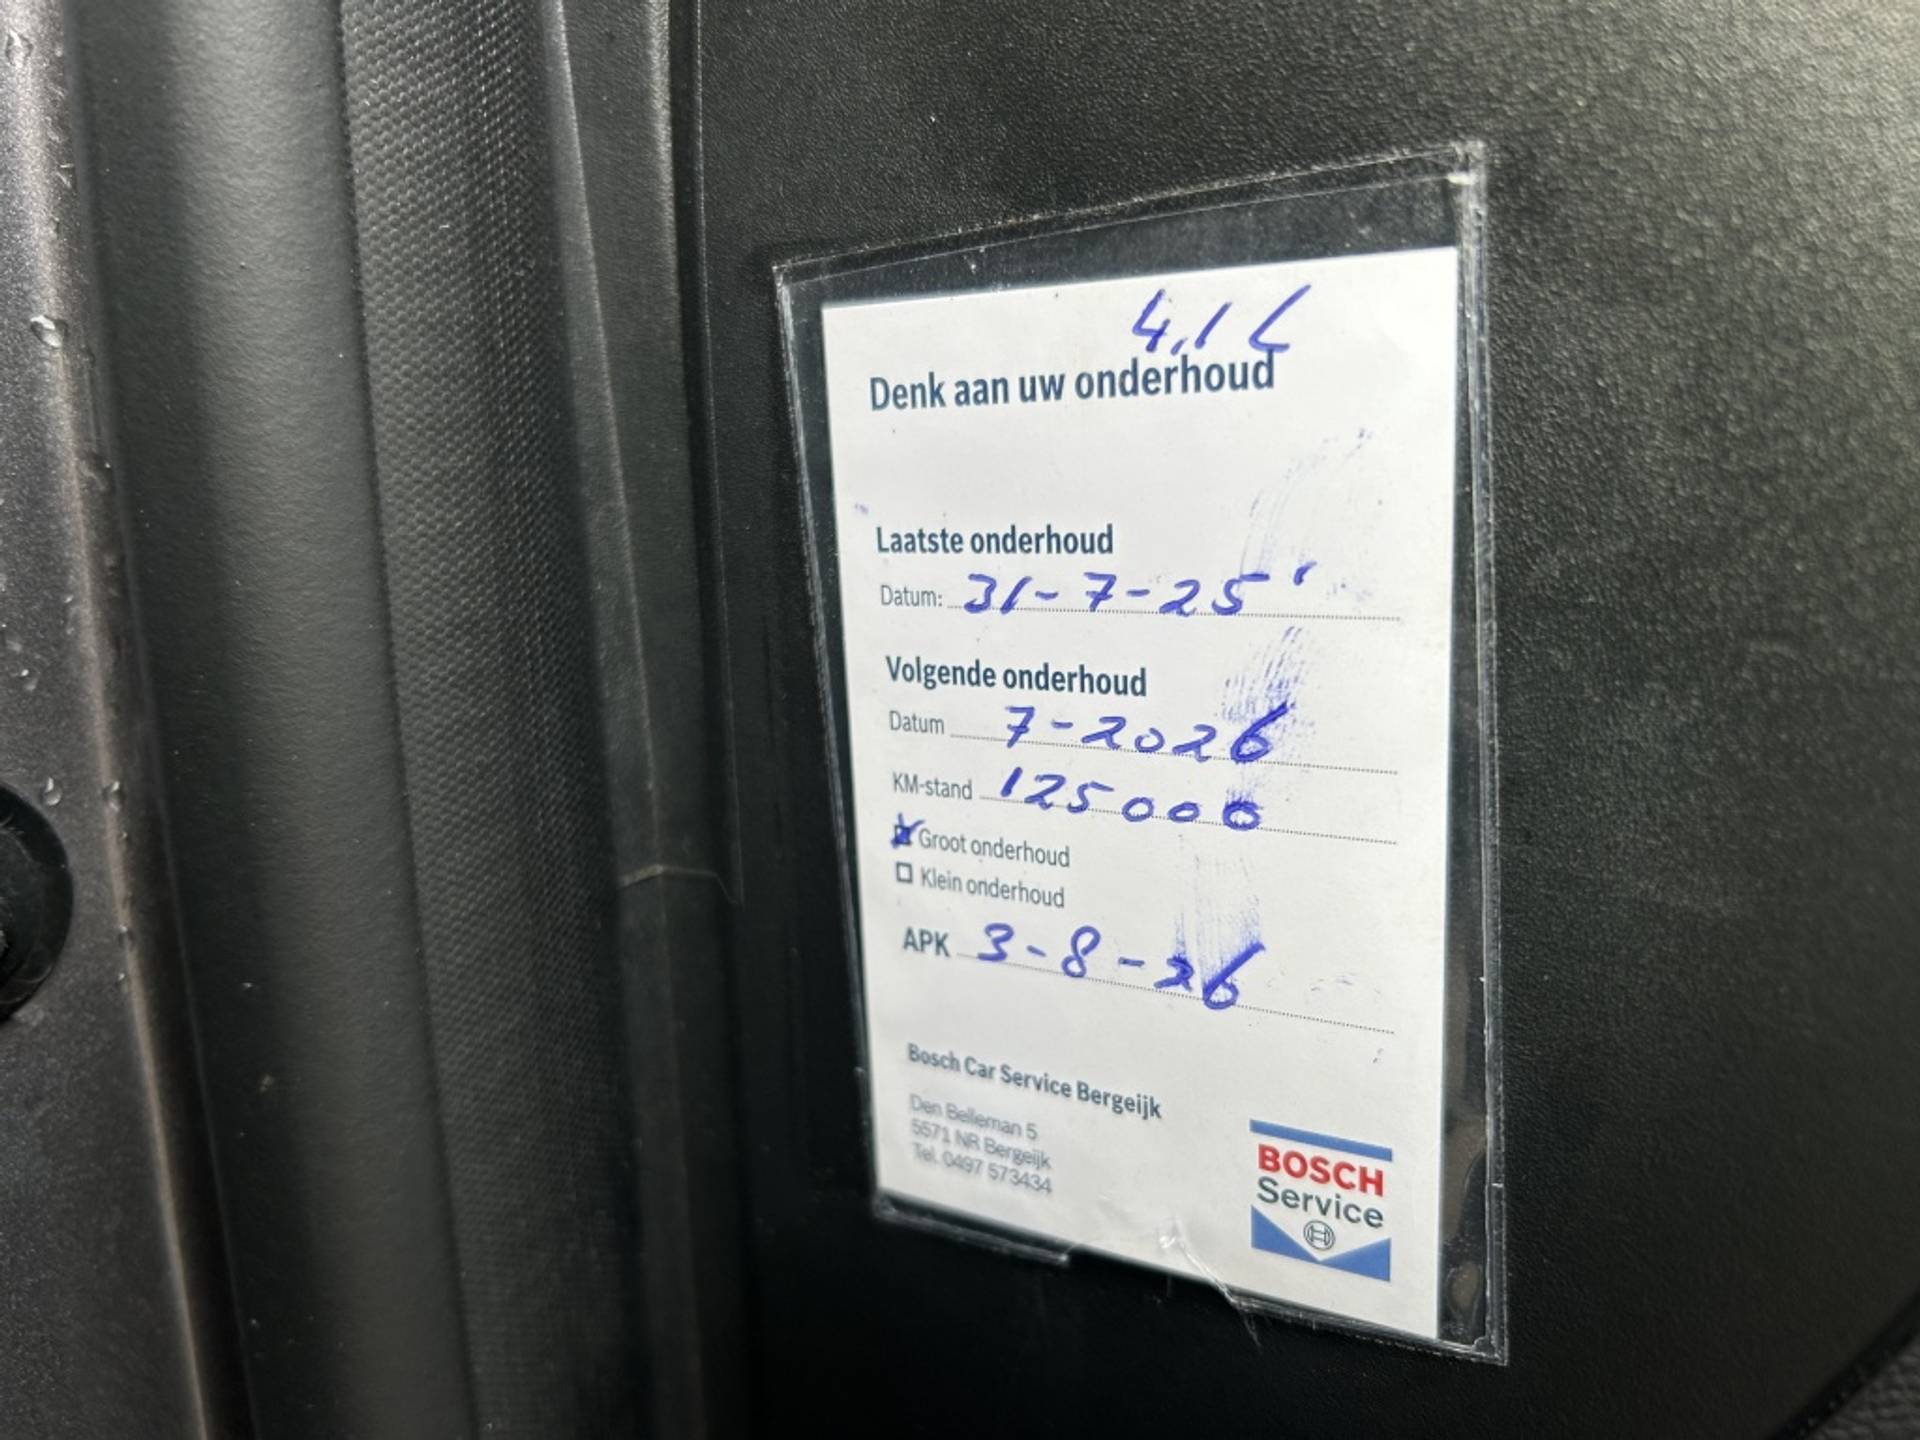 4,1 L
Denk aan uw onderhoud
Laatste onderhoud
Datum: 31-7-25'
Volgende onderhoud
Datum 7-2026
KM-stand 125000
Groot onderhoud
Klein onderhoud
APK 3-8-26
Bosch Car Service Bergeijk
Den Belleman 5
5571 NR Bergeijk
Tel. 0497 573434
BOSCH
Service